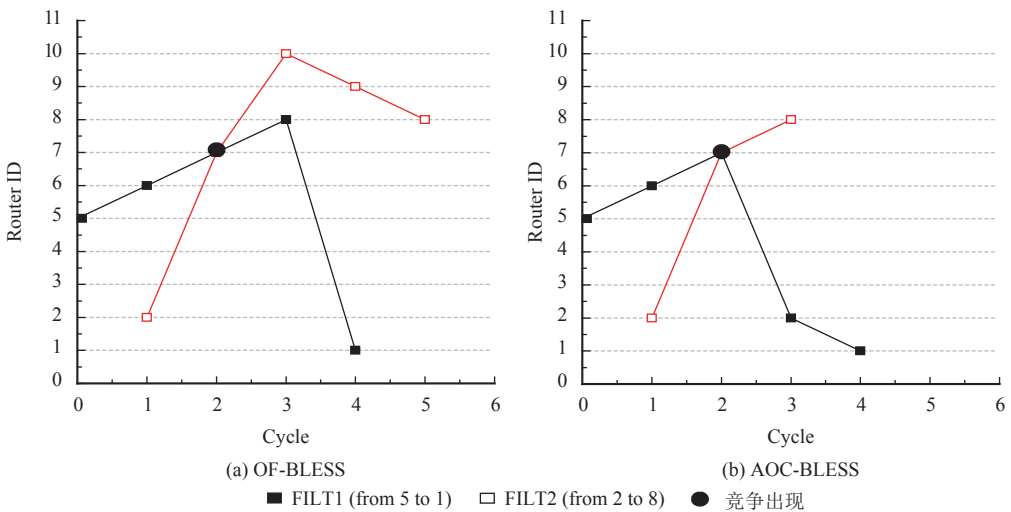 11
10
9
8
7
6
5
4
3
2
1
0
Router ID
0 1 2 3 4 5 6
Cycle
(a) OF-BLESS
11
10
9
8
7
6
5
4
3
2
1
0
Router ID
0 1 2 3 4 5 6
Cycle
(b) AOC-BLESS
FILT1 (from 5 to 1) FILT2 (from 2 to 8) 竞争出现